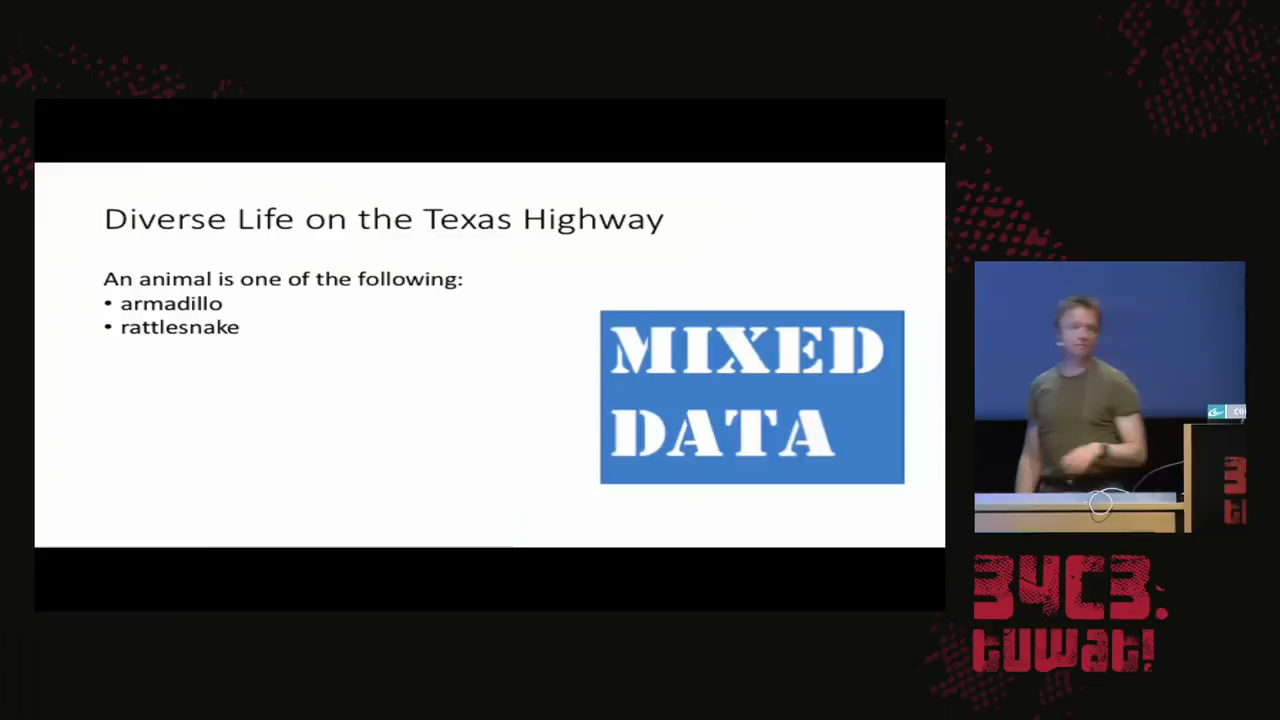 Diverse Life on the Texas Highway
An animal is one of the following:
• armadillo
• rattlesnake
MIXED
DATA
34C3.
tuwat!